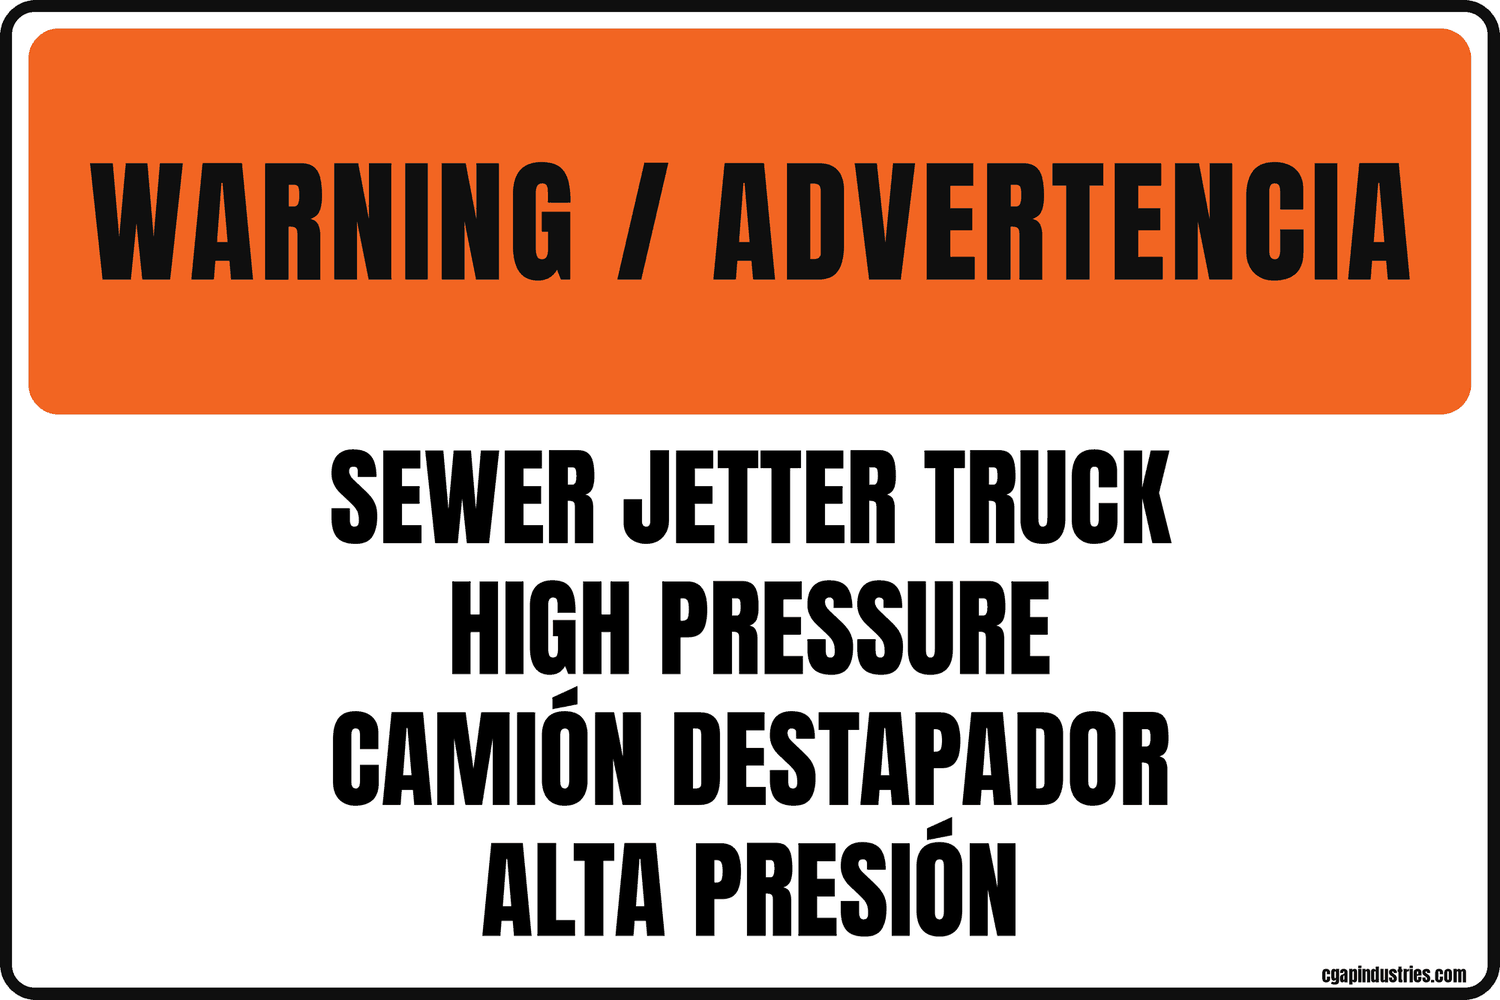 WARNING / ADVERTENCIA
SEWER JETTER TRUCK
HIGH PRESSURE
CAMIÓN DESTAPADOR
ALTA PRESIÓN
cgapindustries.com